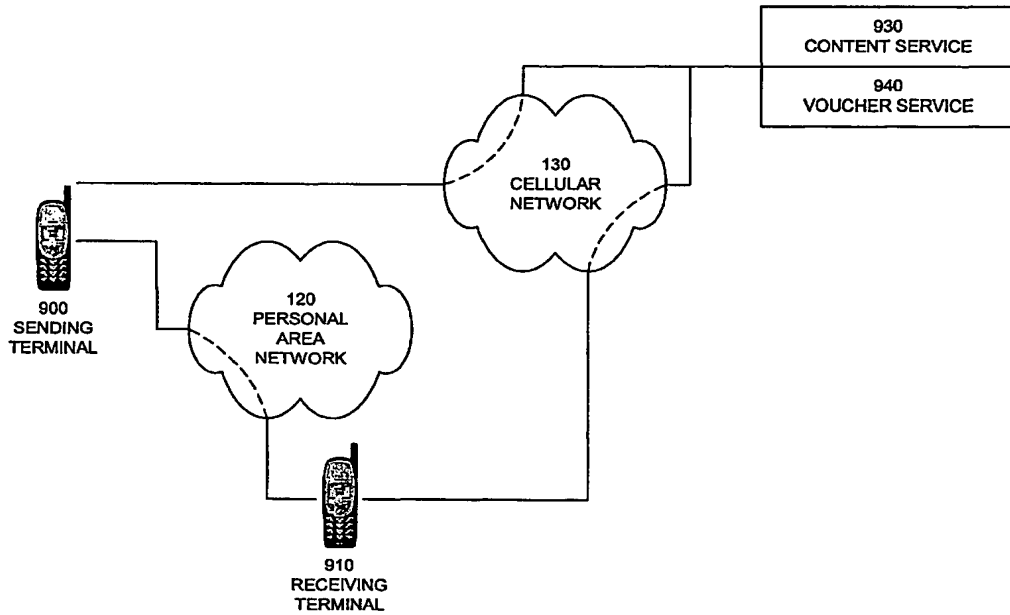 930
CONTENT SERVICE
940
VOUCHER SERVICE
130
CELLULAR
NETWORK
900
SENDING
TERMINAL
120
PERSONAL
AREA
NETWORK
910
RECEIVING
TERMINAL